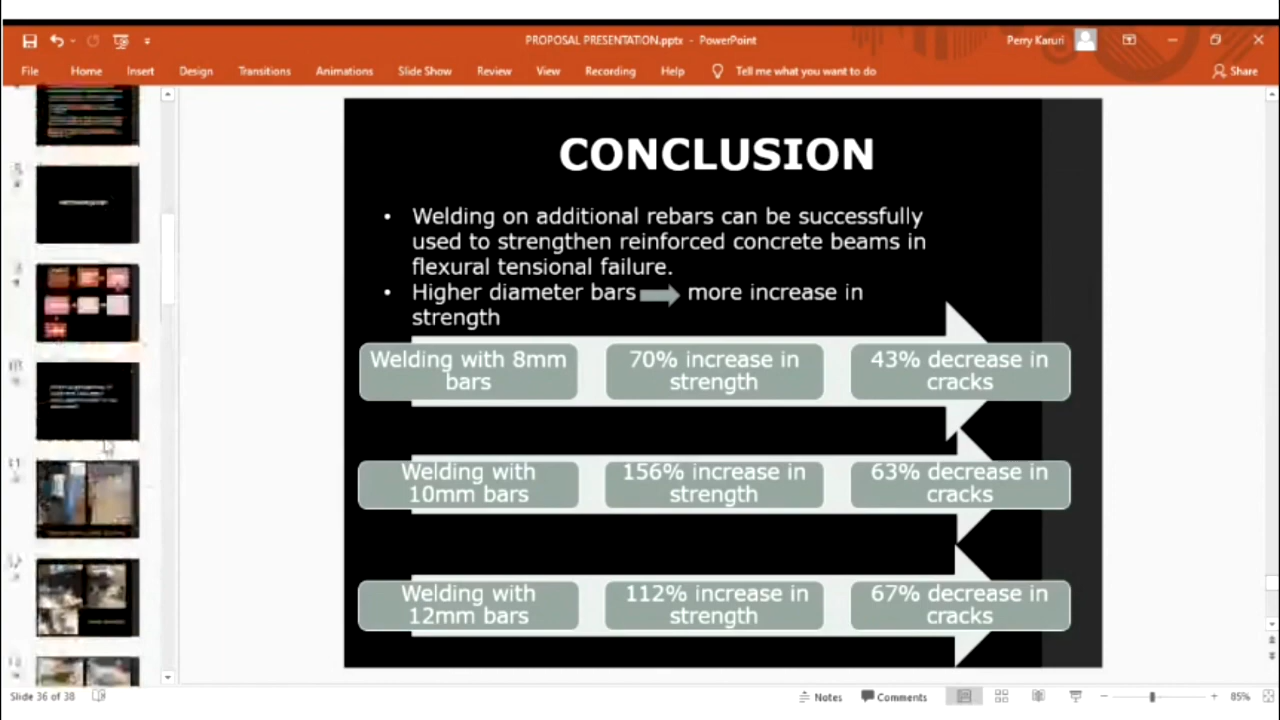 PROPOSAL PRESENTATION.pptx - PowerPoint
Perry Karuri
File Home Insert Design Transitions Animations Slide Show Review View Recording Help Tell me what you want to do Share
CONCLUSION
• Welding on additional rebars can be successfully
used to strengthen reinforced concrete beams in
flexural tensional failure.
• Higher diameter bars more increase in
strength
Welding with 8mm
bars
70% increase in
strength
43% decrease in
cracks
Welding with
10mm bars
156% increase in
strength
63% decrease in
cracks
Welding with
12mm bars
112% increase in
strength
67% decrease in
cracks
Slide 36 of 38
Notes
Comments
85%